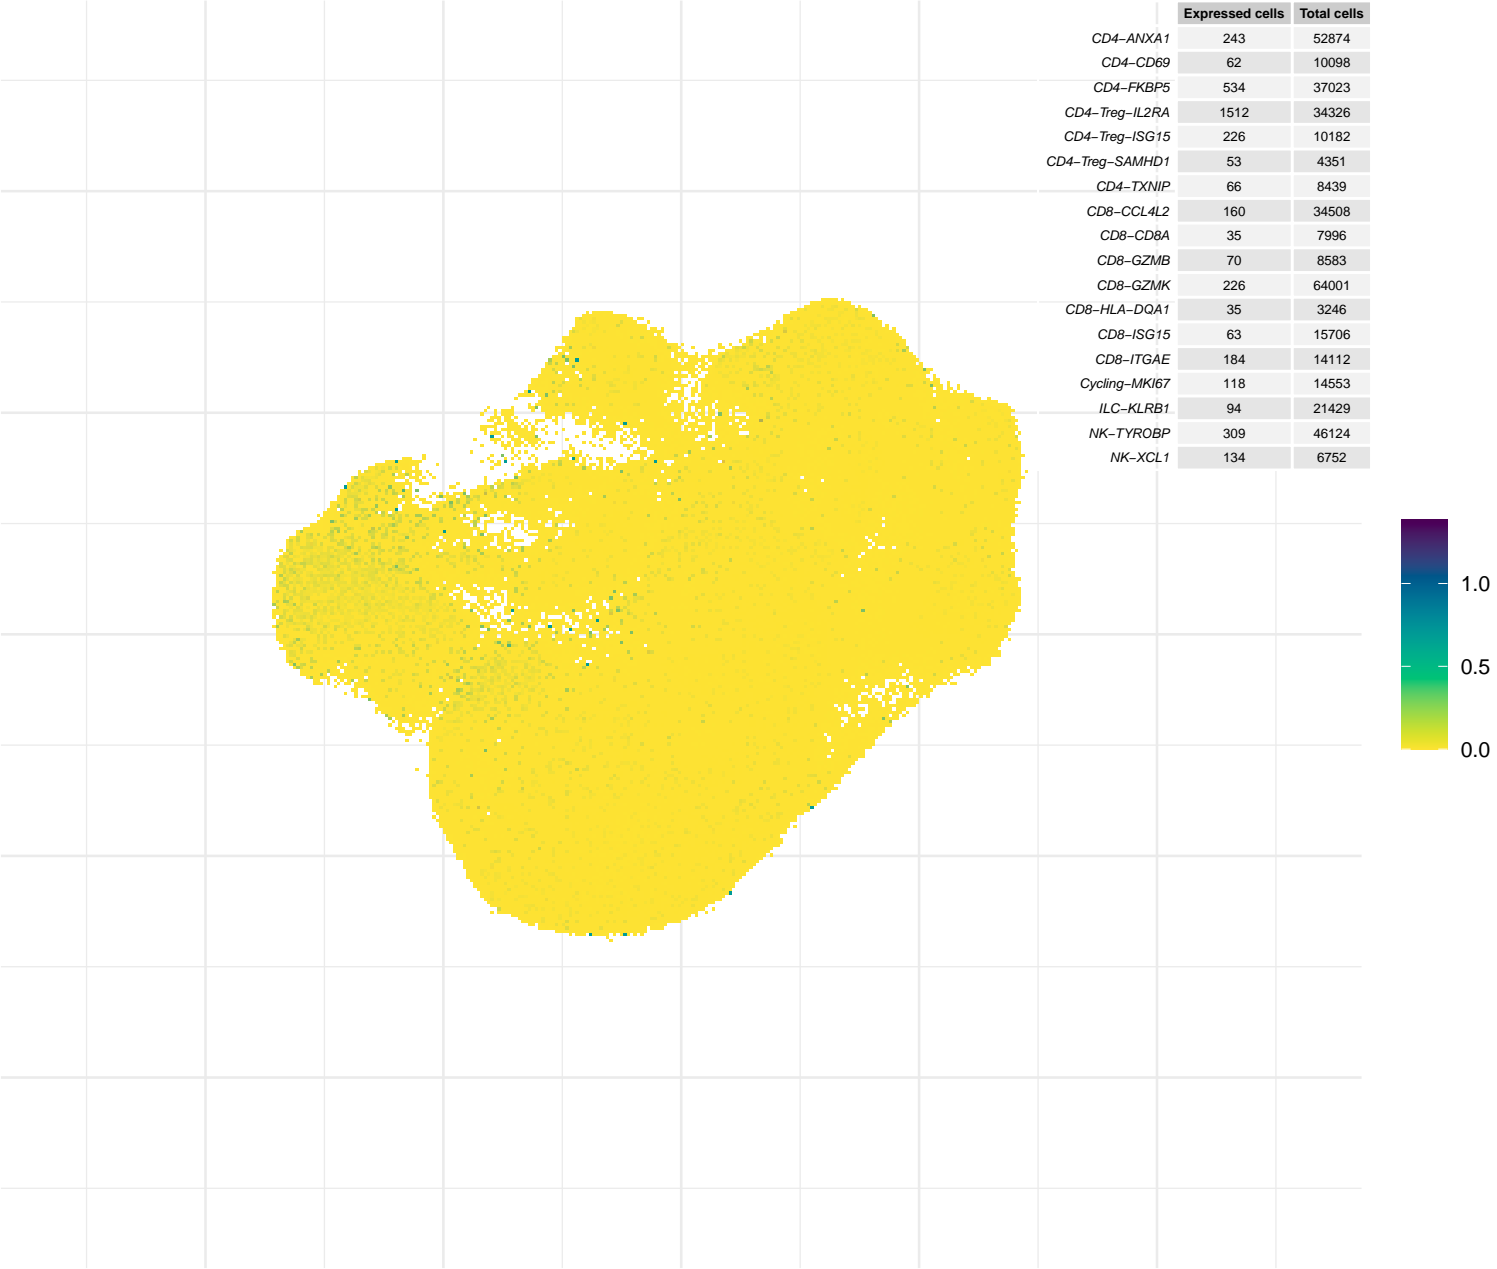 Expressed cells Total cells
CD4−ANXA1 243 52874
CD4−CD69 62 10098
CD4−FKBP5 534 37023
CD4−Treg−IL2RA 1512 34326
CD4−Treg−ISG15 226 10182
CD4−Treg−SAMHD1 53 4351
CD4−TXNIP 66 8439
CD8−CCL4L2 160 34508
CD8−CD8A 35 7996
CD8−GZMB 70 8583
CD8−GZMK 226 64001
CD8−HLA−DQA1 35 3246
CD8−ISG15 63 15706
CD8−ITGAE 184 14112
Cycling−MKI67 118 14553
ILC−KLRB1 94 21429
NK−TYROBP 309 46124
NK−XCL1 134 6752
1.0
0.5
0.0